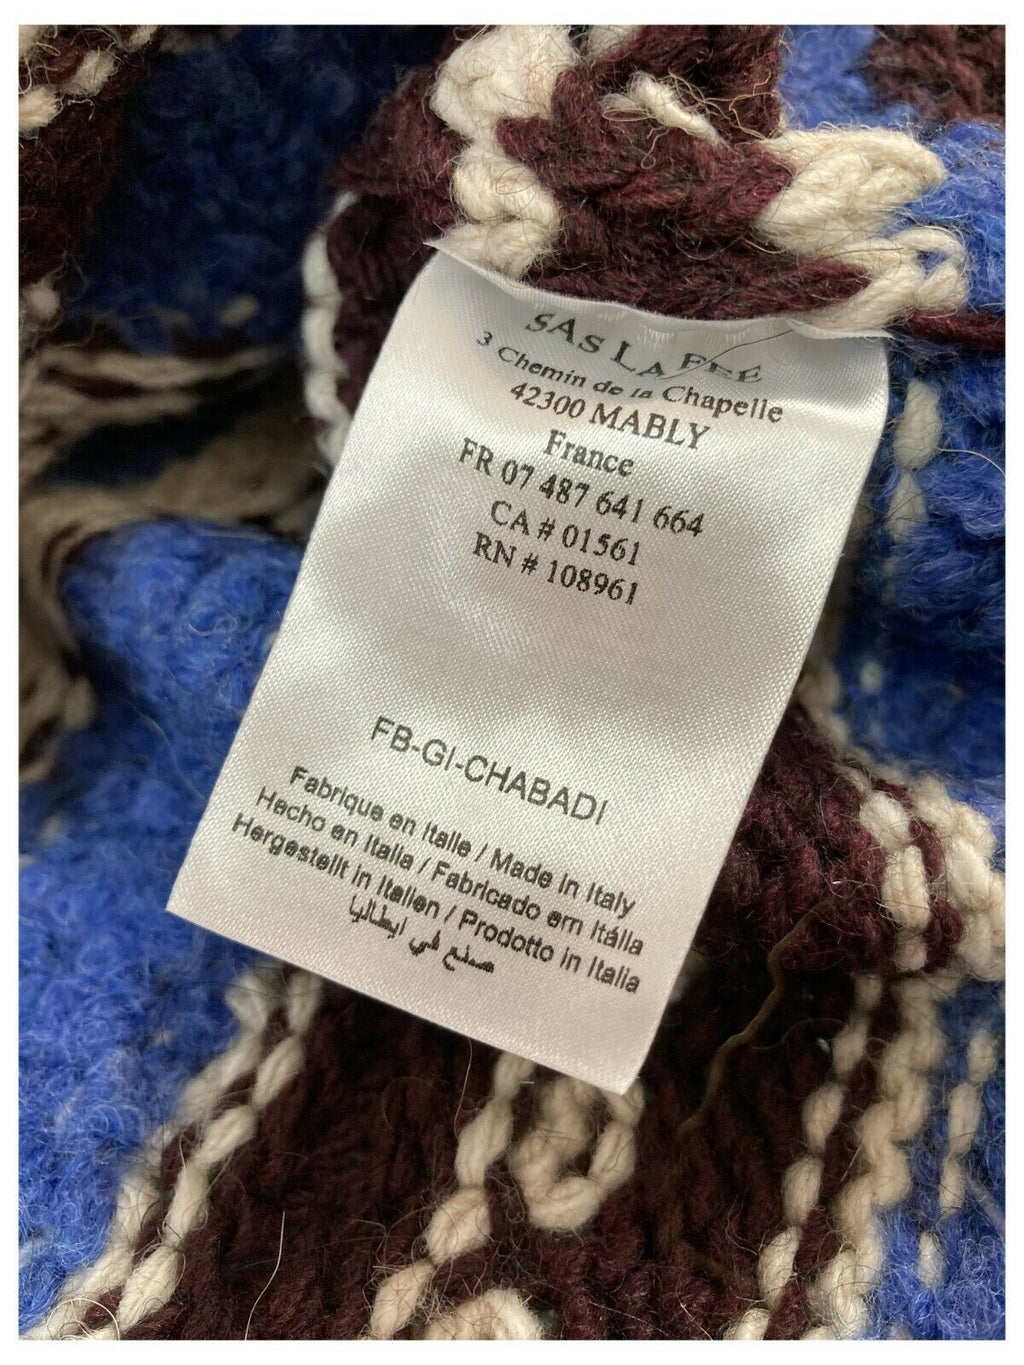 SAS LA FEE
3 Chemin de la Chapelle
42300 MABLY
France
FR 07 487 641 664
CA # 01561
RN # 108961
FB-GI-CHABADI
Fabrique en Italie / Made in Italy
Hecho en Italia / Fabricado em Itália
Hergestellt in Italien / Prodotto in Italia
صنع في ايطاليا